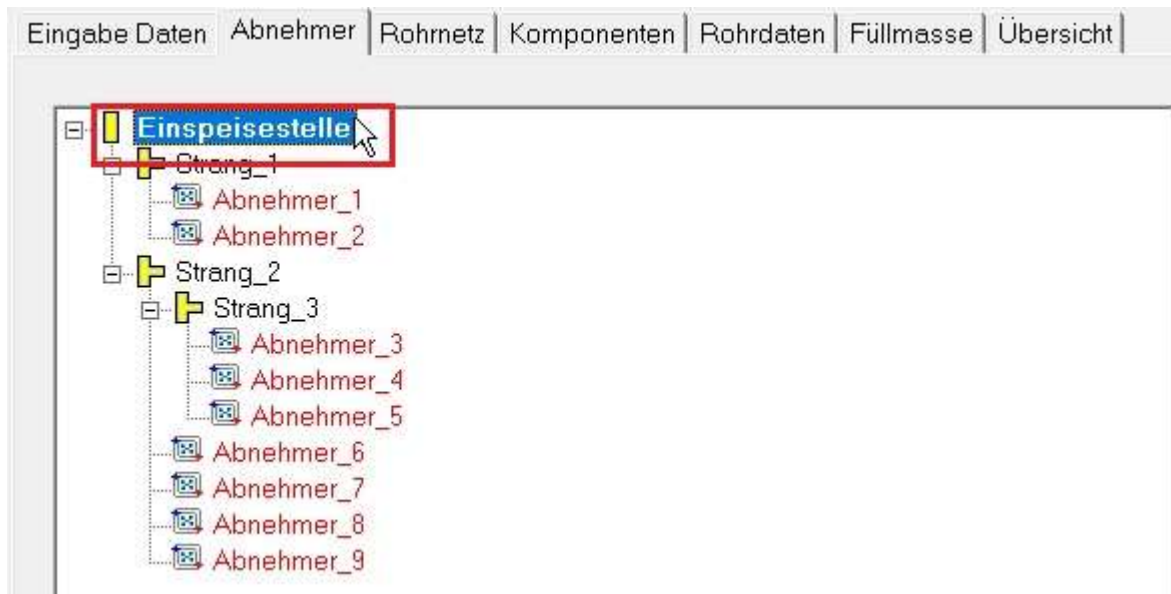 Eingabe Daten Abnehmer Rohrnetz Komponenten Rohrdaten Füllmasse Übersicht
Einspeisestelle
Strang_1
Abnehmer_1
Abnehmer_2
Strang_2
Strang_3
Abnehmer_3
Abnehmer_4
Abnehmer_5
Abnehmer_6
Abnehmer_7
Abnehmer_8
Abnehmer_9